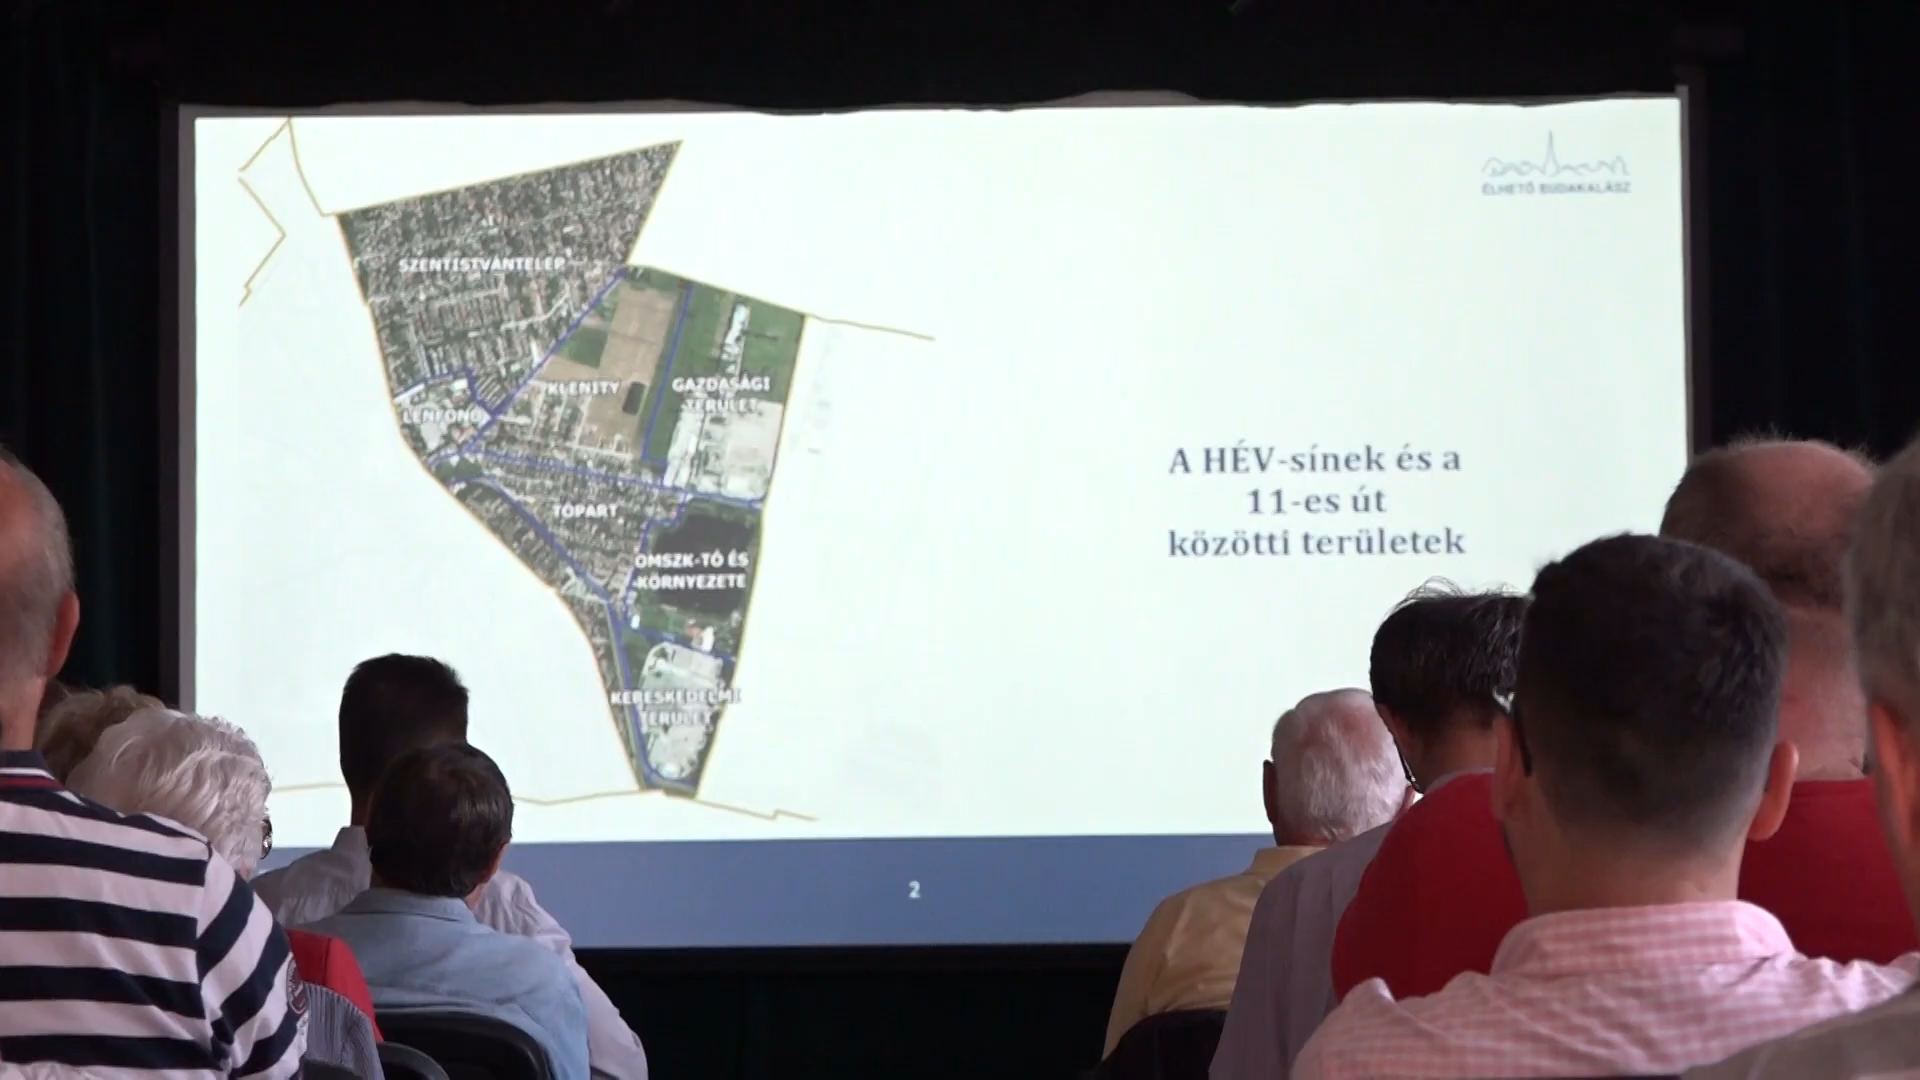 ÉLHETŐ BUDAKALÁSZ
SZENTISTVÁNTELEP
KLENITY
GAZDASÁGI
TERÜLET
LENFONÓ
TÓPART
OMSZK-TÓ ÉS
KÖRNYEZETE
KERESKEDELMI
TERÜLET
A HÉV-sínek és a
11-es út
közötti területek
2